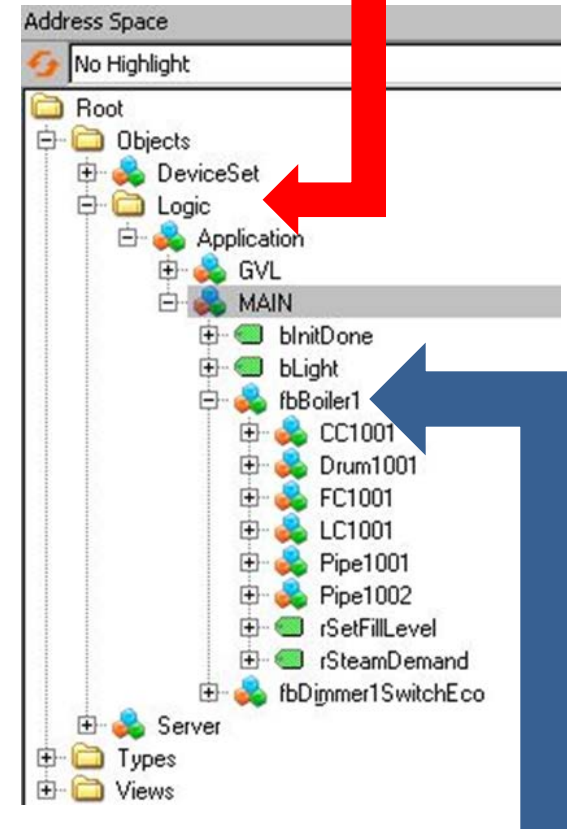 Address Space
No Highlight
Root
Objects
DeviceSet
Logic
Application
GVL
MAIN
bInitDone
bLight
fbBoiler1
CC1001
Drum1001
FC1001
LC1001
Pipe1001
Pipe1002
rSetFillLevel
rSteamDemand
fbDimmer1SwitchEco
Server
Types
Views